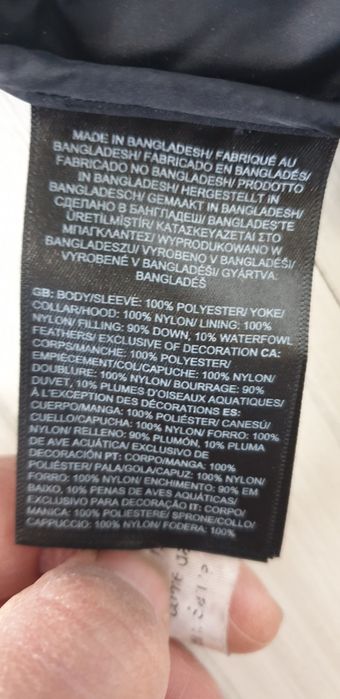 MADE IN BANGLADESH/ FABRIQUÉ AU
BANGLADESH/ FABRICADO EN BANGLADÉS/
FABRICADO NO BANGLADESH/ PRODOTTO
IN BANGLADESH/ HERGESTELLT IN
BANGLADESCH/ GEMAAKT IN BANGLADESH/
СДЕЛАНО В БАНГЛАДЕШ/ BANGLADEŞ'TE
ÜRETİLMİŞTİR/ ΚΑΤΑΣΚΕΥΑΖΕΤΑΙ ΣΤΟ
ΜΠΑΓΚΛΑΝΤΕΣ/ WYPRODUKOWANO W
BANGLADESZU/ VYROBENO V BANGLADÉŠI/
VYROBENÉ V BANGLADÉŠI/ GYÁRTVA:
BANGLADÉS
GB: BODY/SLEEVE: 100% POLYESTER/ YOKE/
COLLAR/HOOD: 100% NYLON/ LINING: 100%
NYLON/ FILLING: 90% DOWN, 10% WATERFOWL
FEATHERS/ EXCLUSIVE OF DECORATION CA:
CORPS/MANCHE: 100% POLYESTER/
EMPIÈCEMENT/COL/CAPUCHE: 100% NYLON/
DOUBLURE: 100% NYLON/ BOURRAGE: 90%
DUVET, 10% PLUMES D'OISEAUX AQUATIQUES/
À L'EXCEPTION DES DÉCORATIONS ES:
CUERPO/MANGA: 100% POLIÉSTER/ CANESÚ/
CUELLO/CAPUCHA: 100% NYLON/ FORRO: 100%
NYLON/ RELLENO: 90% PLUMÓN, 10% PLUMA
DE AVE ACUÁTICA/ EXCLUSIVO DE
DECORACIÓN PT: CORPO/MANGA: 100%
POLIÉSTER/ PALA/GOLA/CAPUZ: 100% NYLON/
FORRO: 100% NYLON/ ENCHIMENTO: 90% EM
BAIXO, 10% PENAS DE AVES AQUÁTICAS/
EXCLUSIVO PARA DECORAÇÃO IT: CORPO/
MANICA: 100% POLIESTERE/ SPRONE/COLLO/
CAPPUCCIO: 100% NYLON/ FODERA: 100%